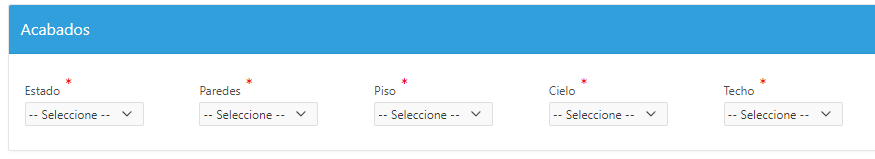 Acabados
Estado * Paredes * Piso * Cielo * Techo *
-- Seleccione -- -- Seleccione -- -- Seleccione -- -- Seleccione -- -- Seleccione --